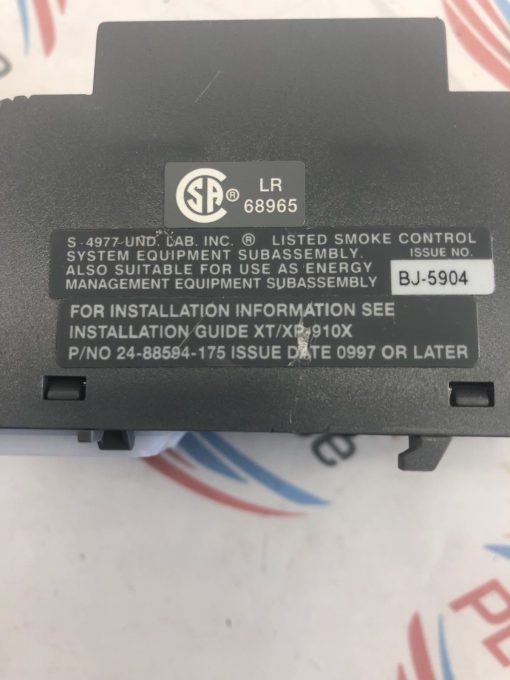 SA ® LR
68965
S-4977 UND. LAB. INC. ® LISTED SMOKE CONTROL
SYSTEM EQUIPMENT SUBASSEMBLY. ISSUE NO.
ALSO SUITABLE FOR USE AS ENERGY
MANAGEMENT EQUIPMENT SUBASSEMBLY BJ-5904
FOR INSTALLATION INFORMATION SEE
INSTALLATION GUIDE XT/XP-910X
P/NO 24-88594-175 ISSUE DATE 0997 OR LATER